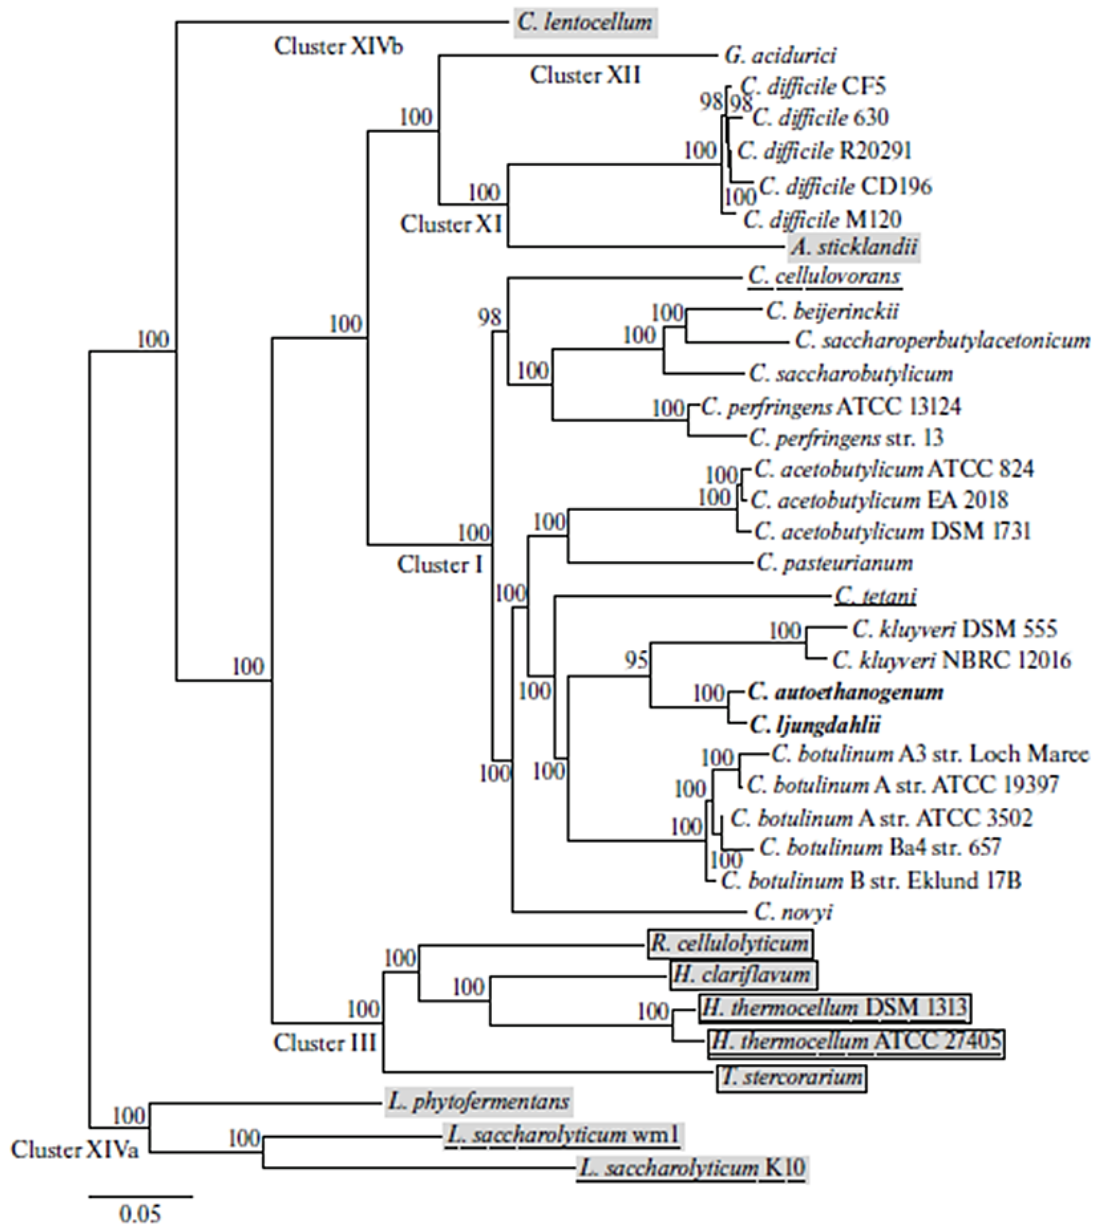 C. lentocellum
Cluster XIVb
G. acidurici
Cluster XII
C. difficile CF5
98 98
C. difficile 630
100
C. difficile R20291
100
C. difficile CD196
100
100
C. difficile M120
Cluster XI
A. sticklandii
C. cellulovorans
98
C. beijerinckii
100
100
100
C. saccharoperbutylacetonicum
100
C. saccharobutylicum
100
C. perfringens ATCC 13124
100
C. perfringens str. 13
C. acetobutylicum ATCC 824
100
C. acetobutylicum EA 2018
100
C. acetobutylicum DSM 1731
100
100
C. pasteurianum
Cluster I
C. tetani
100
C. kluyveri DSM 555
100
C. kluyveri NBRC 12016
95
100
C. autoethanogenum
100
100
C. ljungdahlii
C. botulinum A3 str. Loch Maree
100
C. botulinum A str. ATCC 19397
100
100
100
C. botulinum A str. ATCC 3502
100
C. botulinum Ba4 str. 657
100
C. botulinum B str. Eklund 17B
C. novyi
R. cellulolyticum
100
H. clariflavum
100
H. thermocellum DSM 1313
100
100
H. thermocellum ATCC 27405
Cluster III
T. stercorarium
L. phytofermentans
100
L. saccharolyticum wm1
100
Cluster XIVa
L. saccharolyticum K10
0.05